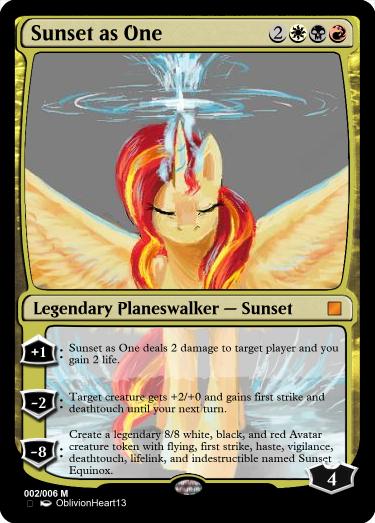 Sunset as One 2
Legendary Planeswalker — Sunset
+1 : Sunset as One deals 2 damage to target player and you
gain 2 life.
-2 : Target creature gets +2/+0 and gains first strike and
deathtouch until your next turn.
Create a legendary 8/8 white, black, and red Avatar
creature token with flying, first strike, haste, vigilance,
-8 : deathtouch, lifelink, and indestructible named Sunset
Equinox.
4
002/006 M
OblivionHeart13